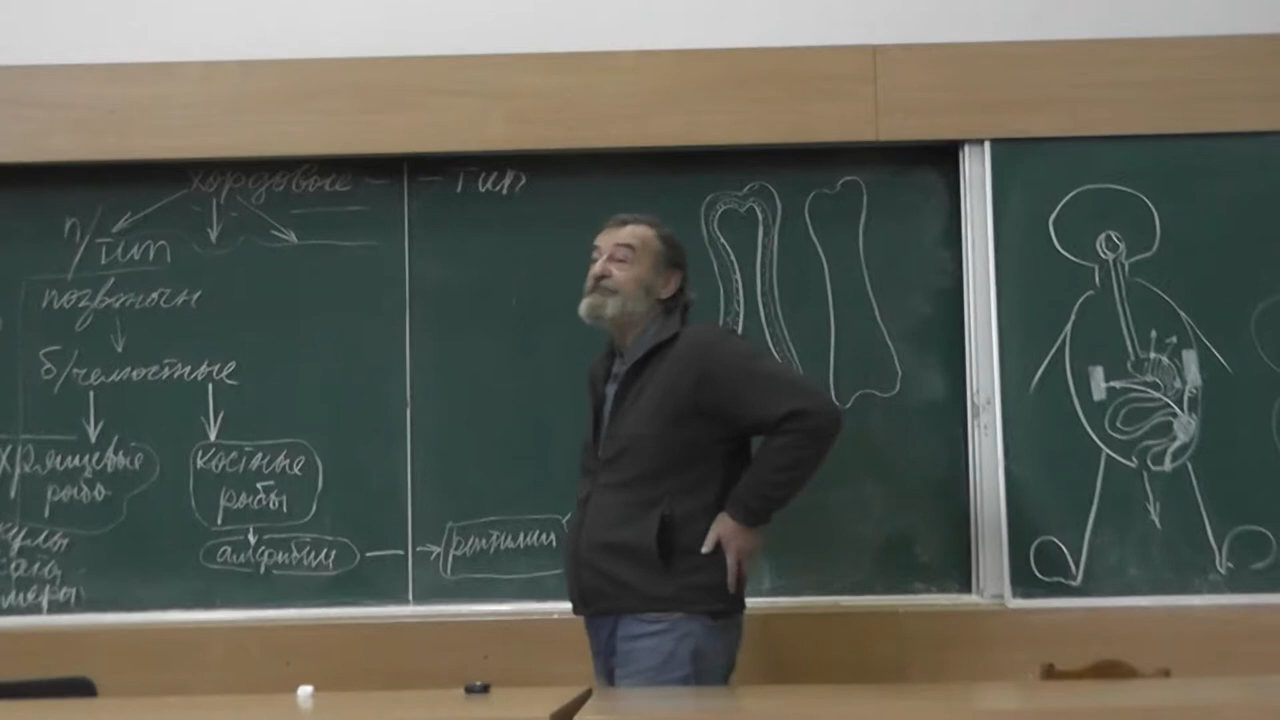 хордовые — — тип
п/тип
позвоночн
б/челюстные
хрящевые
рыбы
костные
рыбы
амфибии
рептилии